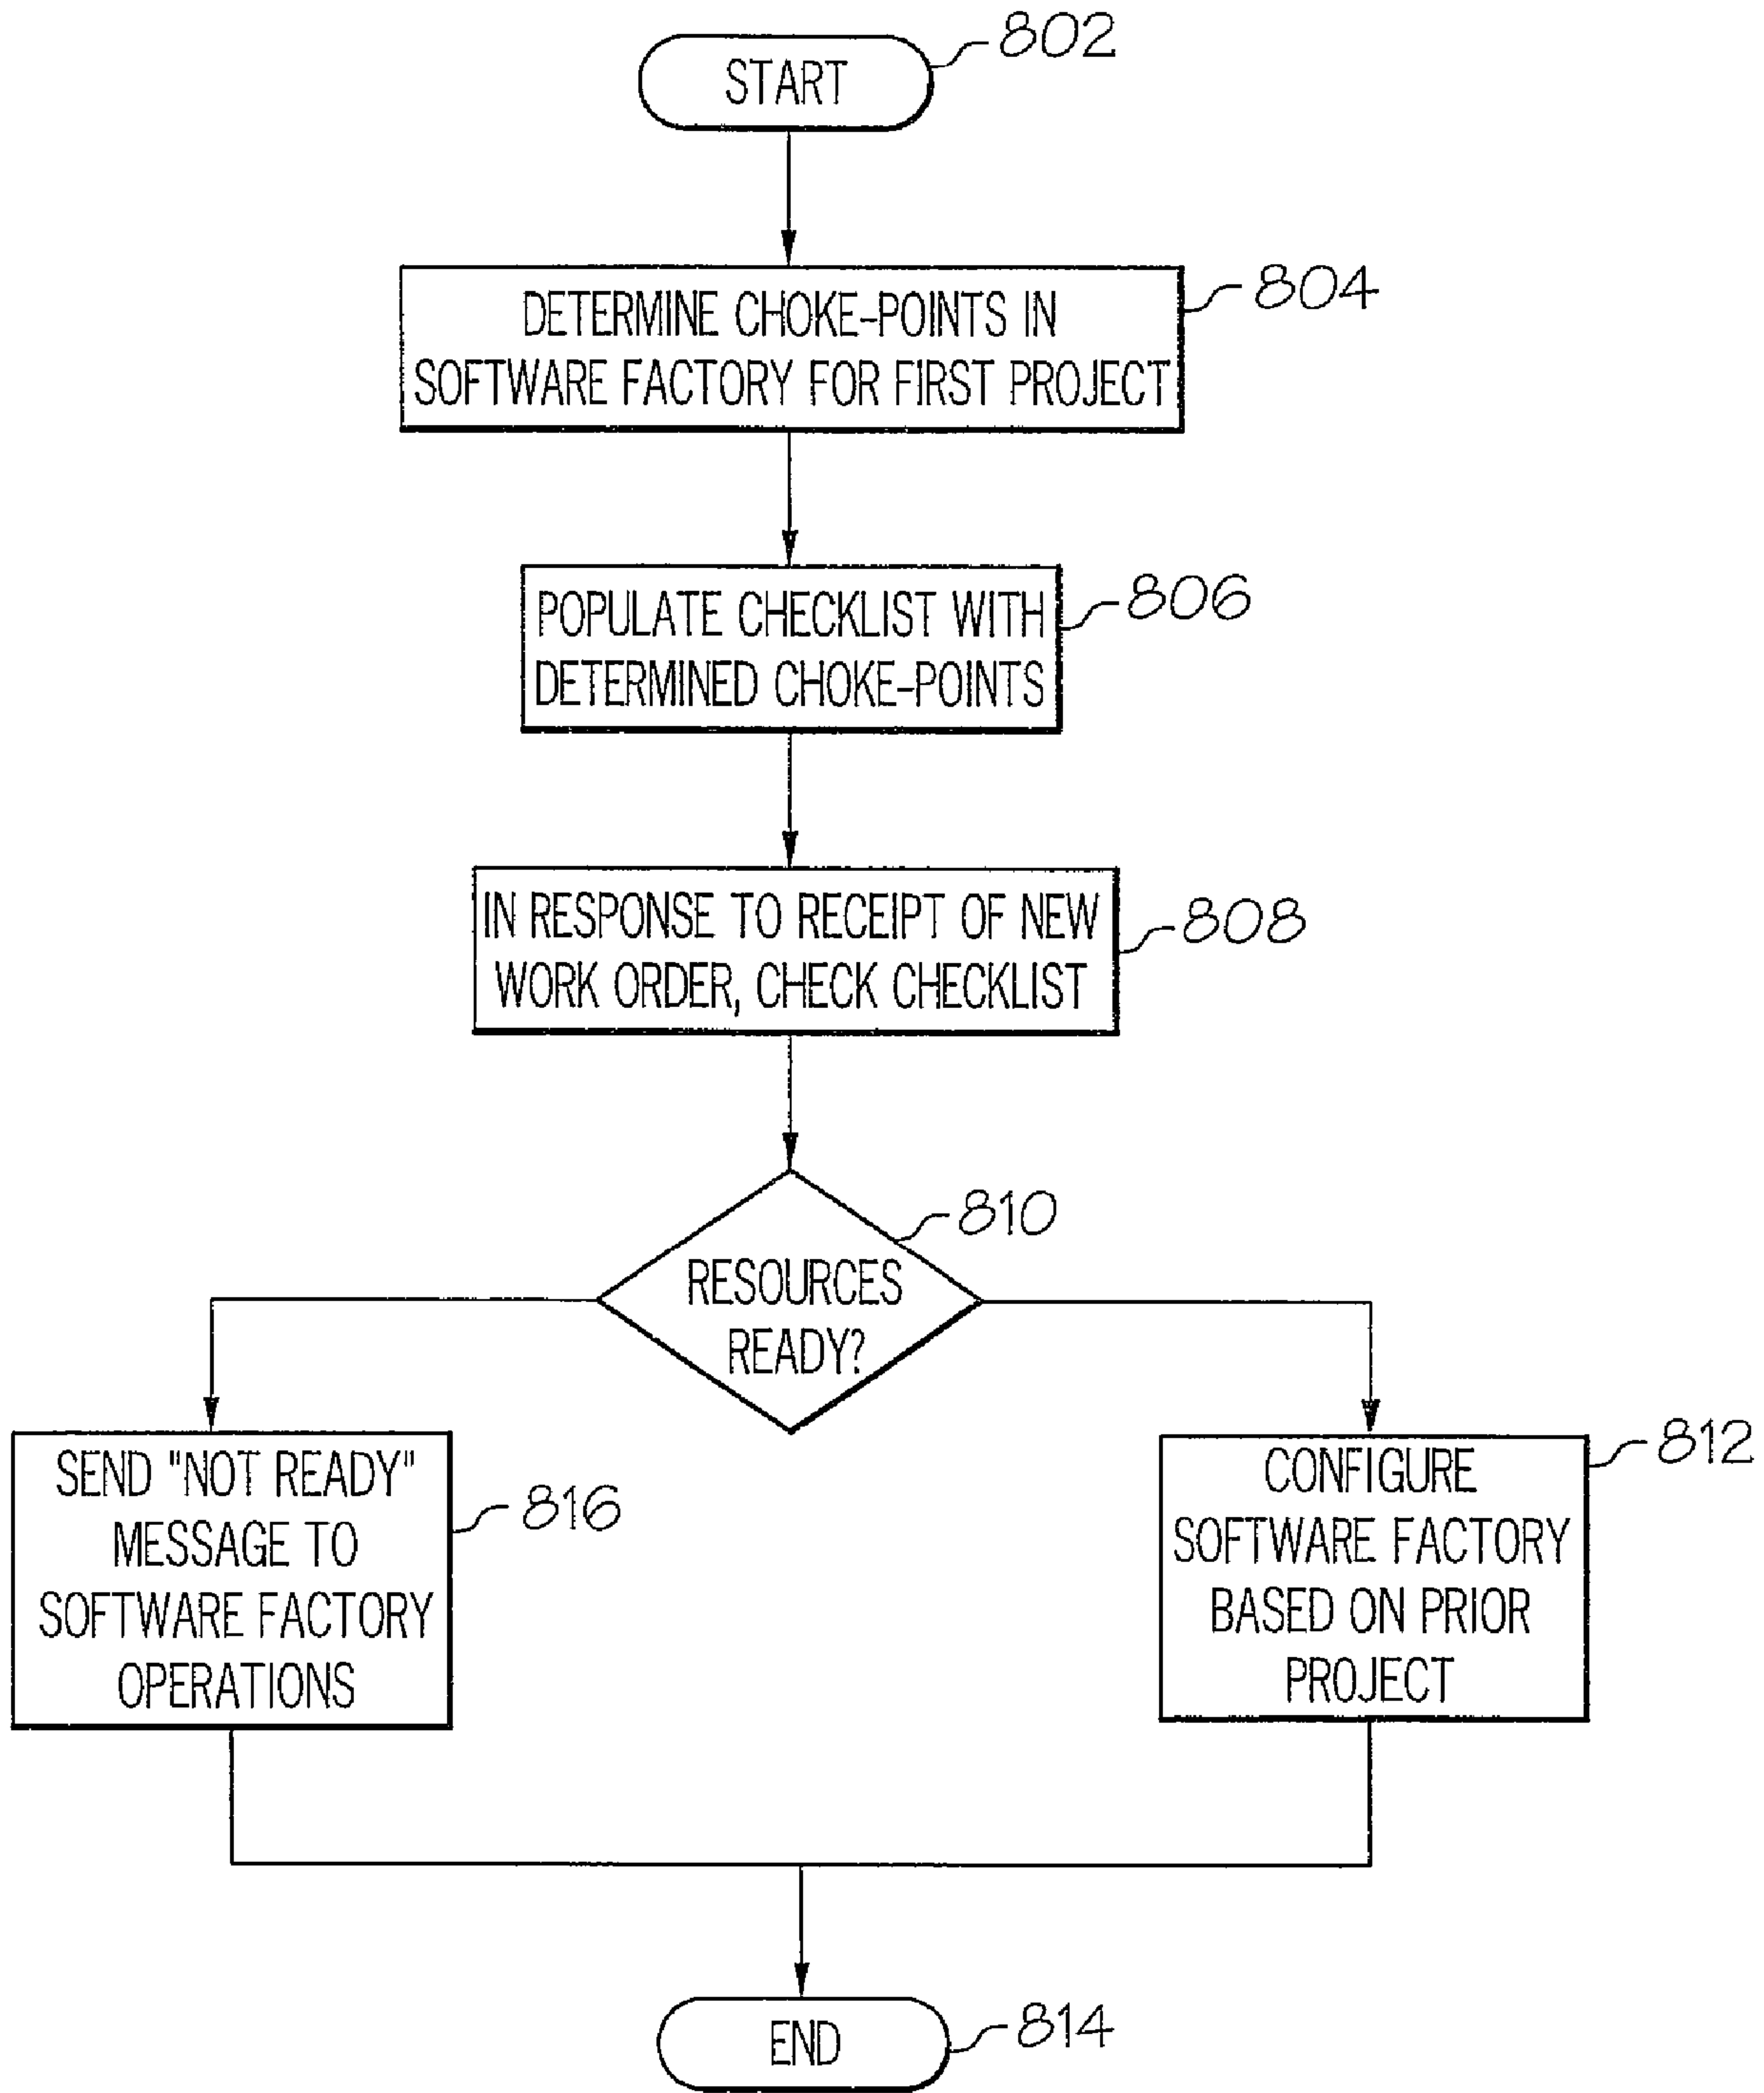 START
802
DETERMINE CHOKE-POINTS IN
SOFTWARE FACTORY FOR FIRST PROJECT
804
POPULATE CHECKLIST WITH
DETERMINED CHOKE-POINTS
806
IN RESPONSE TO RECEIPT OF NEW
WORK ORDER, CHECK CHECKLIST
808
RESOURCES
READY?
810
SEND "NOT READY"
MESSAGE TO
SOFTWARE FACTORY
OPERATIONS
816
CONFIGURE
SOFTWARE FACTORY
BASED ON PRIOR
PROJECT
812
END
814